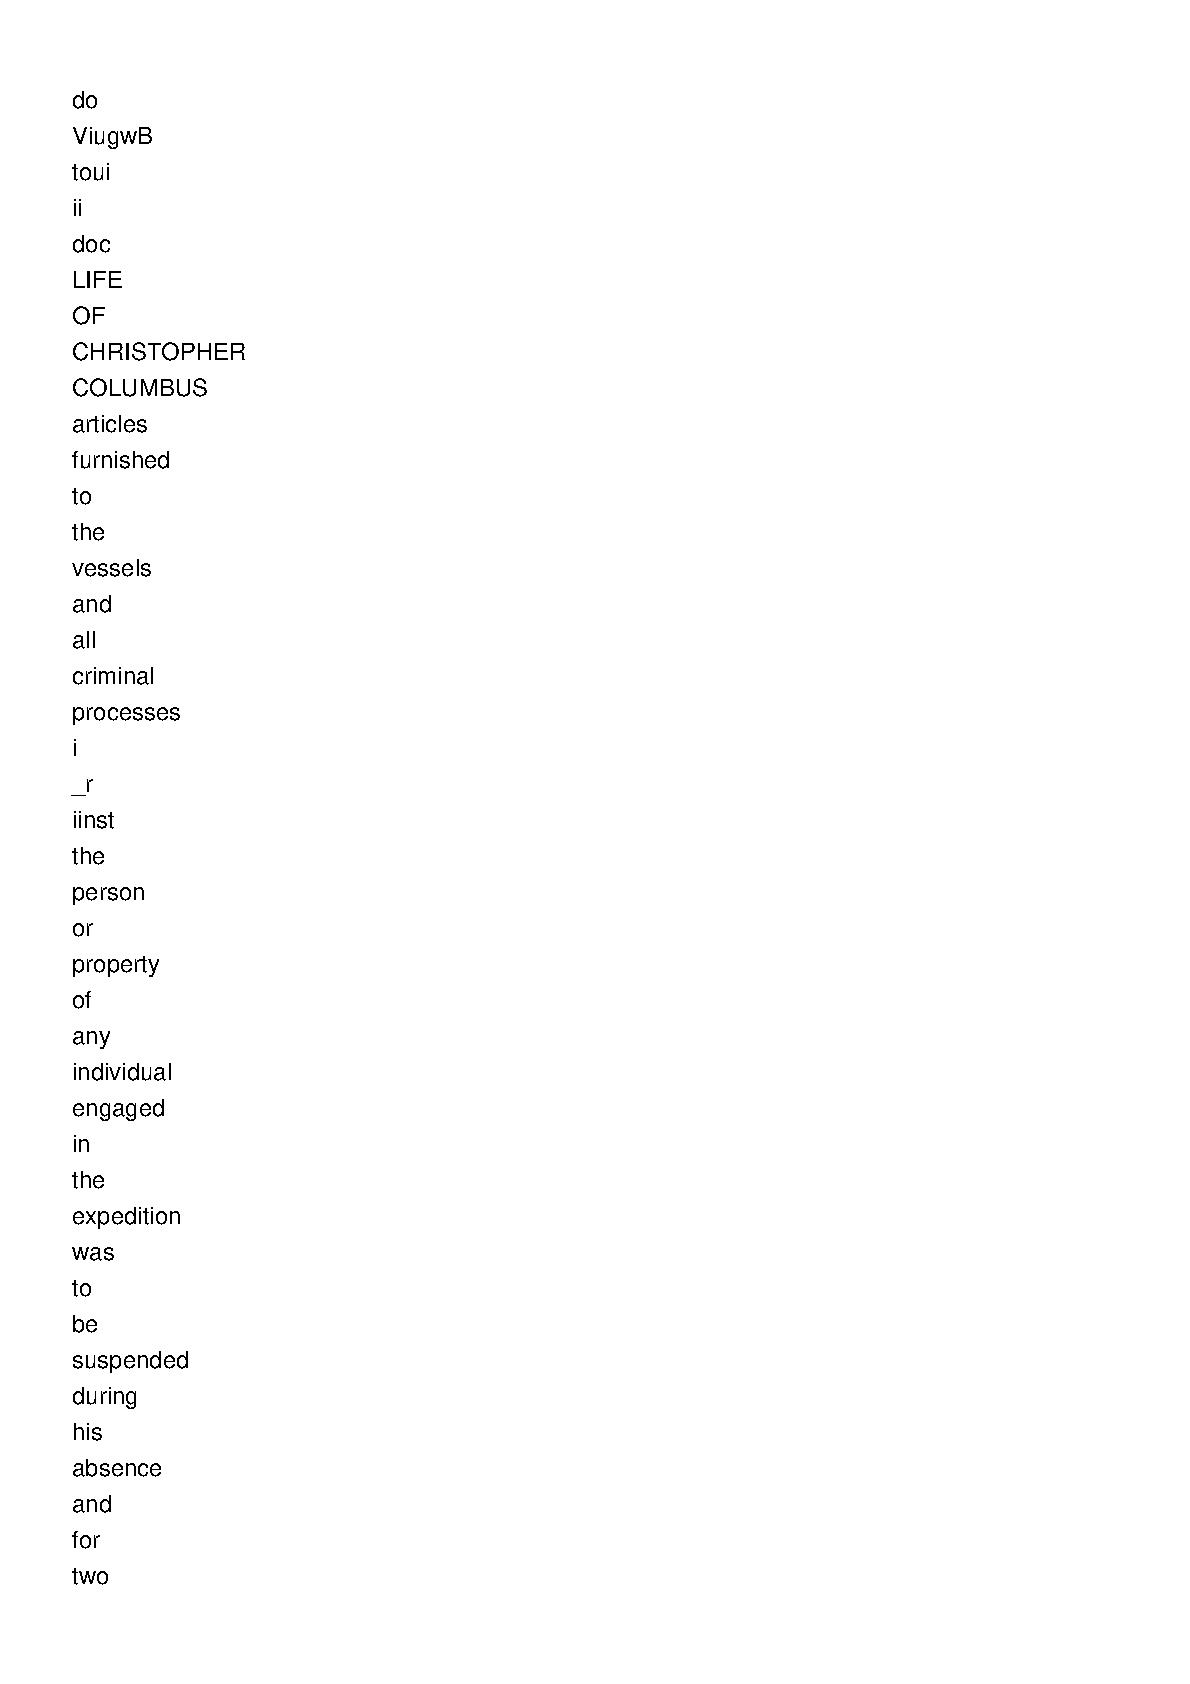 do
ViugwB
toui
ii
doc
LIFE
OF
CHRISTOPHER
COLUMBUS
articles
furnished
to
the
vessels
and
all
criminal
processes
i
_r
iinst
the
person
or
property
of
any
individual
engaged
in
the
expedition
was
to
be
suspended
during
his
absence
and
for
two